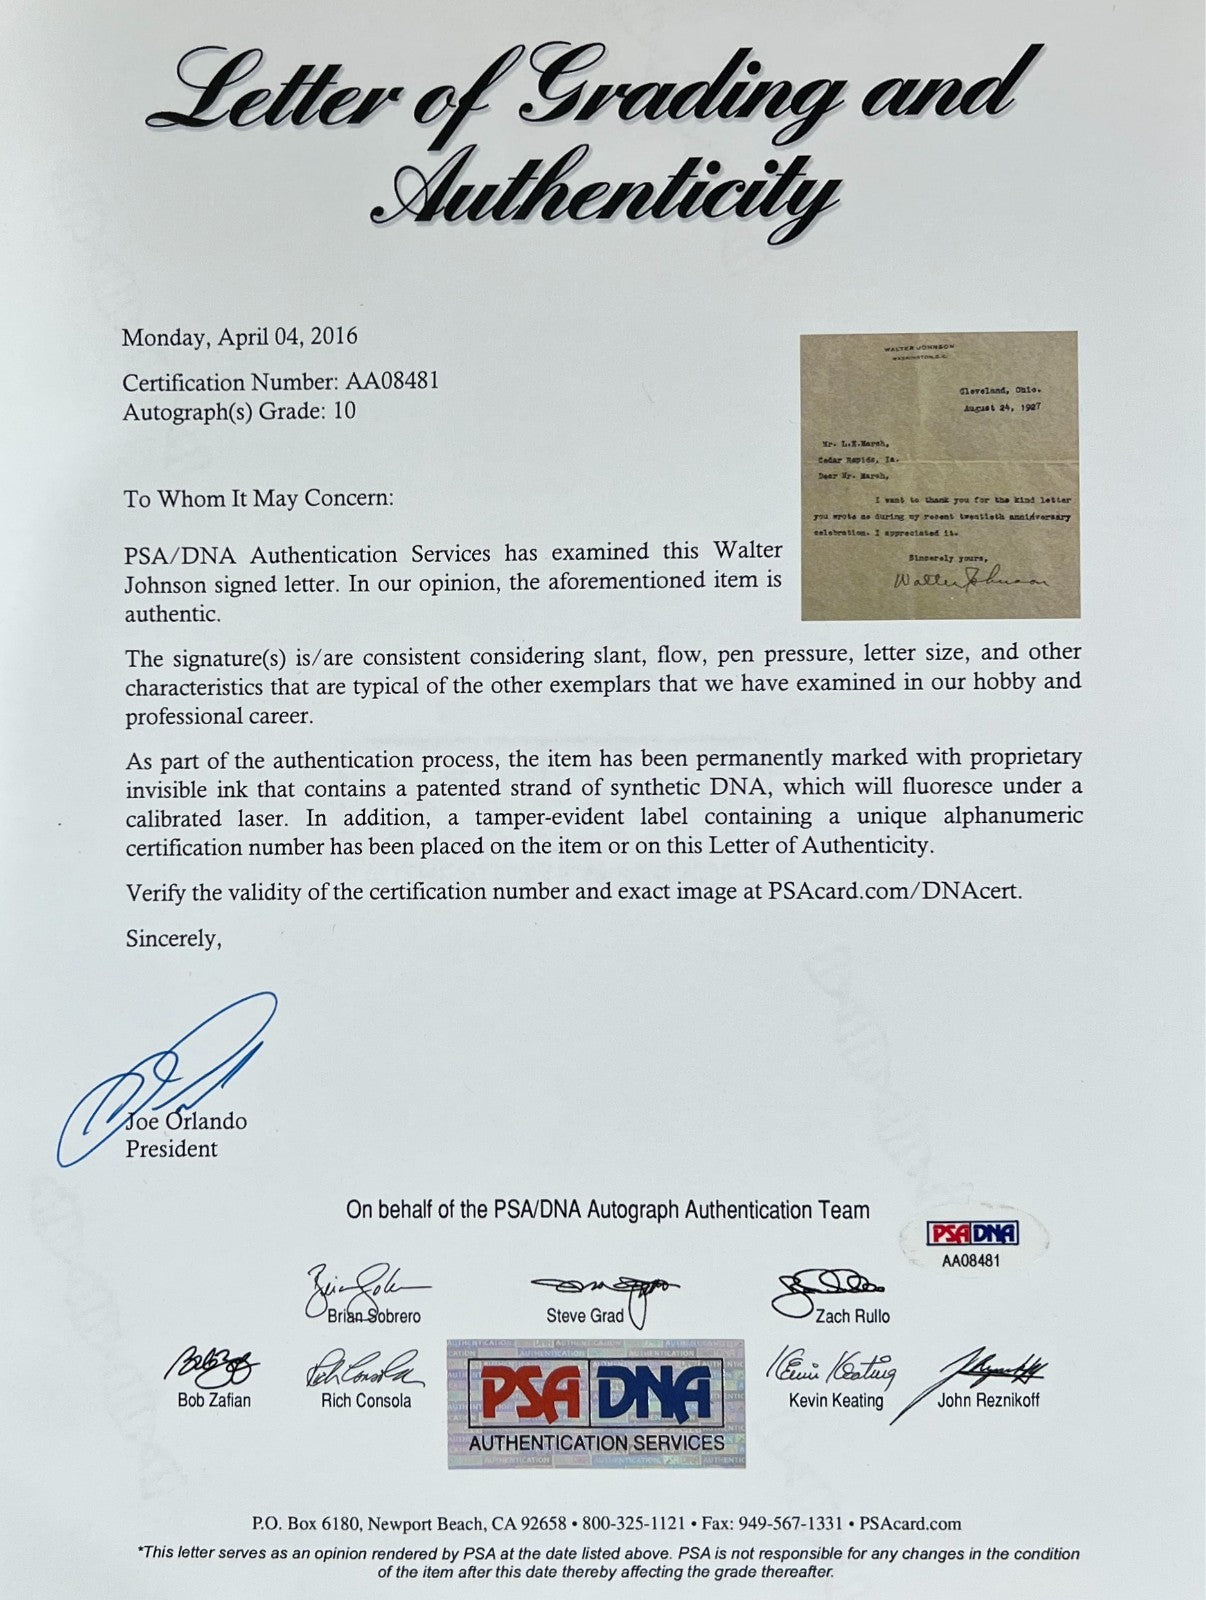 Letter of Grading and
Authenticity
Monday, April 04, 2016
Certification Number: AA08481
Autograph(s) Grade: 10
WALTER JOHNSON
WASHINGTON, D.C.
Cleveland, Ohio.
August 24, 1927
Mr. L.E.Marsh,
Cedar Rapids, Ia.
Dear Mr. Marsh,
I want to thank you for the kind letter
you wrote me during my recent twentieth anniversary
celebration. I appreciated it.
Sincerely yours,
Walter Johnson
To Whom It May Concern:
PSA/DNA Authentication Services has examined this Walter
Johnson signed letter. In our opinion, the aforementioned item is
authentic.
The signature(s) is/are consistent considering slant, flow, pen pressure, letter size, and other
characteristics that are typical of the other exemplars that we have examined in our hobby and
professional career.
As part of the authentication process, the item has been permanently marked with proprietary
invisible ink that contains a patented strand of synthetic DNA, which will fluoresce under a
calibrated laser. In addition, a tamper-evident label containing a unique alphanumeric
certification number has been placed on the item or on this Letter of Authenticity.
Verify the validity of the certification number and exact image at PSAcard.com/DNAcert.
Sincerely,
Joe Orlando
President
On behalf of the PSA/DNA Autograph Authentication Team
PSA DNA
AA08481
Brian Sobrero
Steve Grad
Zach Rullo
Bob Zafian
Rich Consola
Rich Consola
Kevin Keating
Kevin Keating
John Reznikoff
PSA DNA
AUTHENTICATION SERVICES
P.O. Box 6180, Newport Beach, CA 92658 • 800-325-1121 • Fax: 949-567-1331 • PSAcard.com
*This letter serves as an opinion rendered by PSA at the date listed above. PSA is not responsible for any changes in the condition
of the item after this date thereby affecting the grade thereafter.